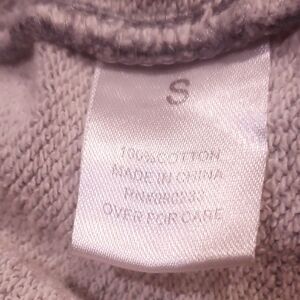 S
100%COTTON
MADE IN CHINA
OVER FOR CARE